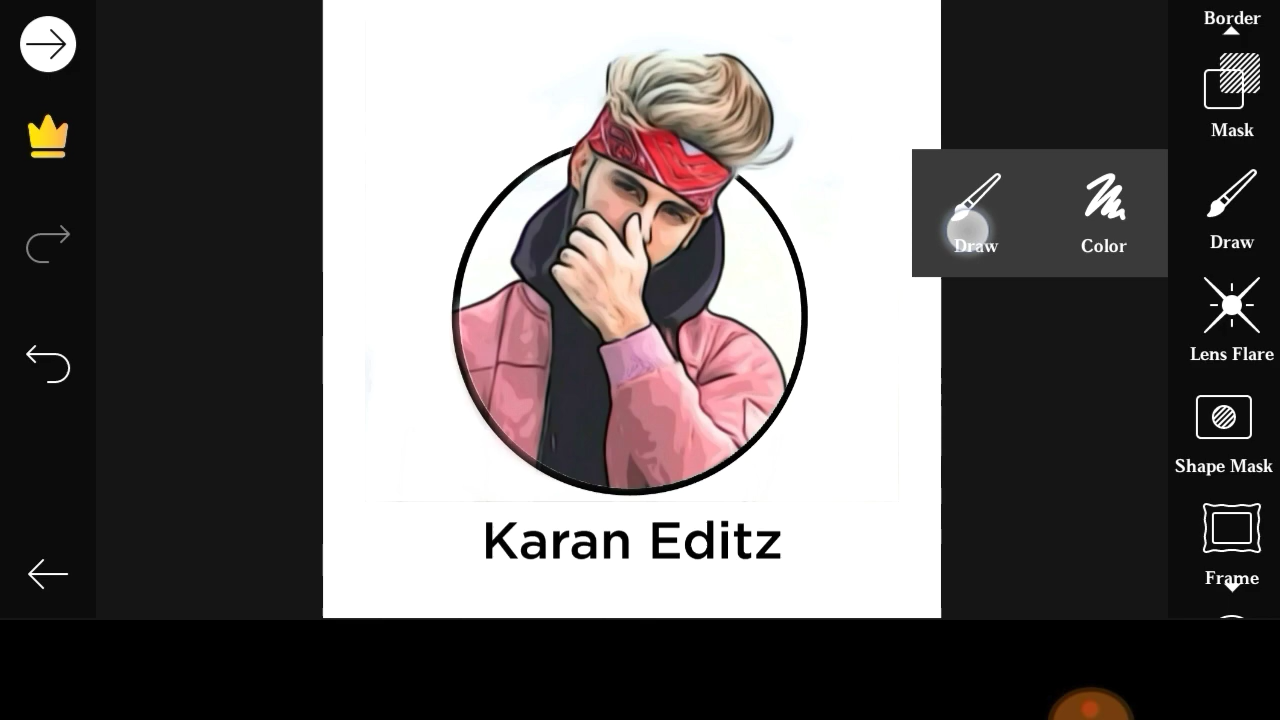 Border
Mask
Draw
Color
Draw
Lens Flare
Shape Mask
Frame
Karan Editz